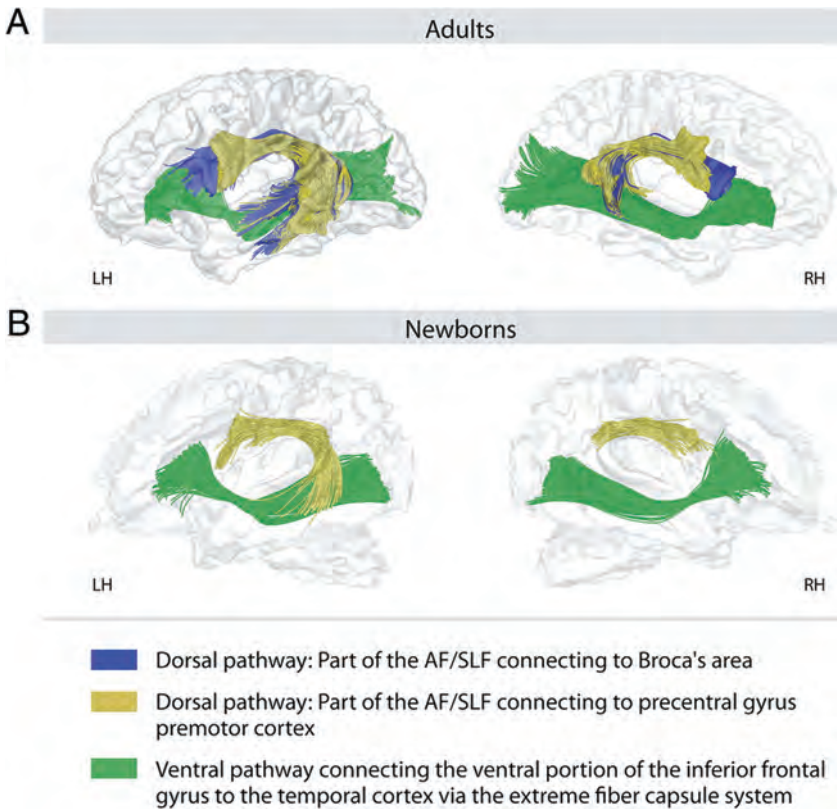 A
Adults
LH
RH
B
Newborns
LH
RH
Dorsal pathway: Part of the AF/SLF connecting to Broca's area
Dorsal pathway: Part of the AF/SLF connecting to precentral gyrus
premotor cortex
Ventral pathway connecting the ventral portion of the inferior frontal
gyrus to the temporal cortex via the extreme fiber capsule system